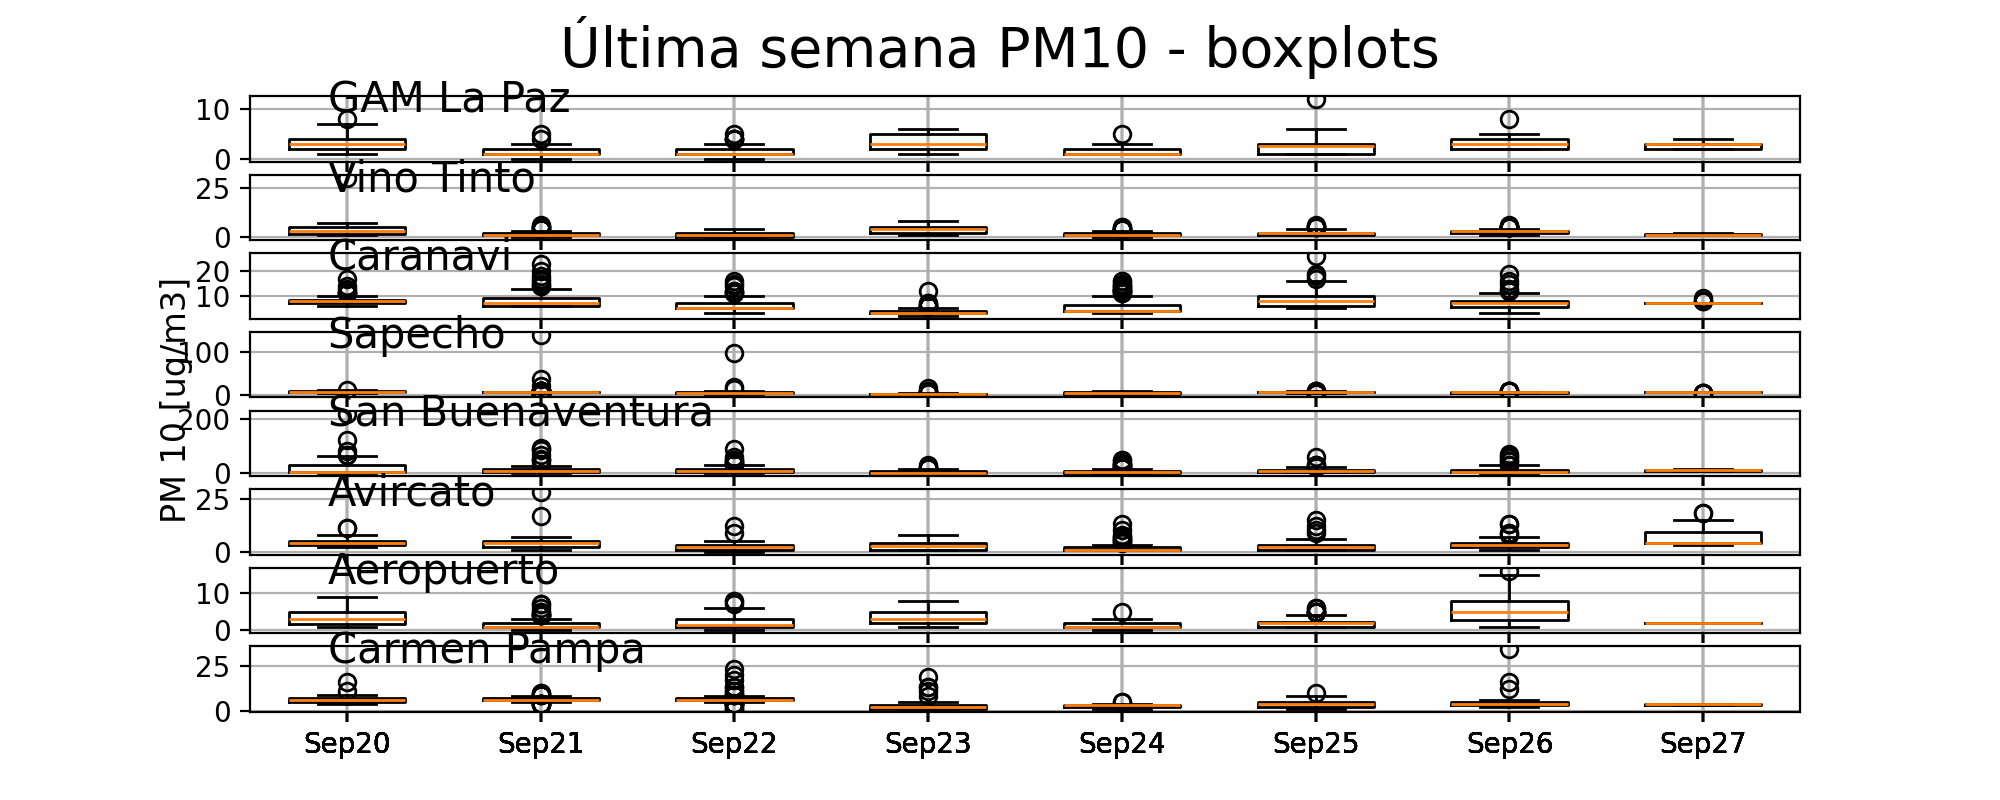 Última semana PM10 - boxplots
GAM La Paz
10
0
Vino Tinto
25
0
Caranavi
20
10
Sapecho
100
0
San Buenaventura
200
0
Avircato
25
0
Aeropuerto
10
0
Carmen Pampa
25
0
PM 10 [ug/m3]
Sep20 Sep21 Sep22 Sep23 Sep24 Sep25 Sep26 Sep27